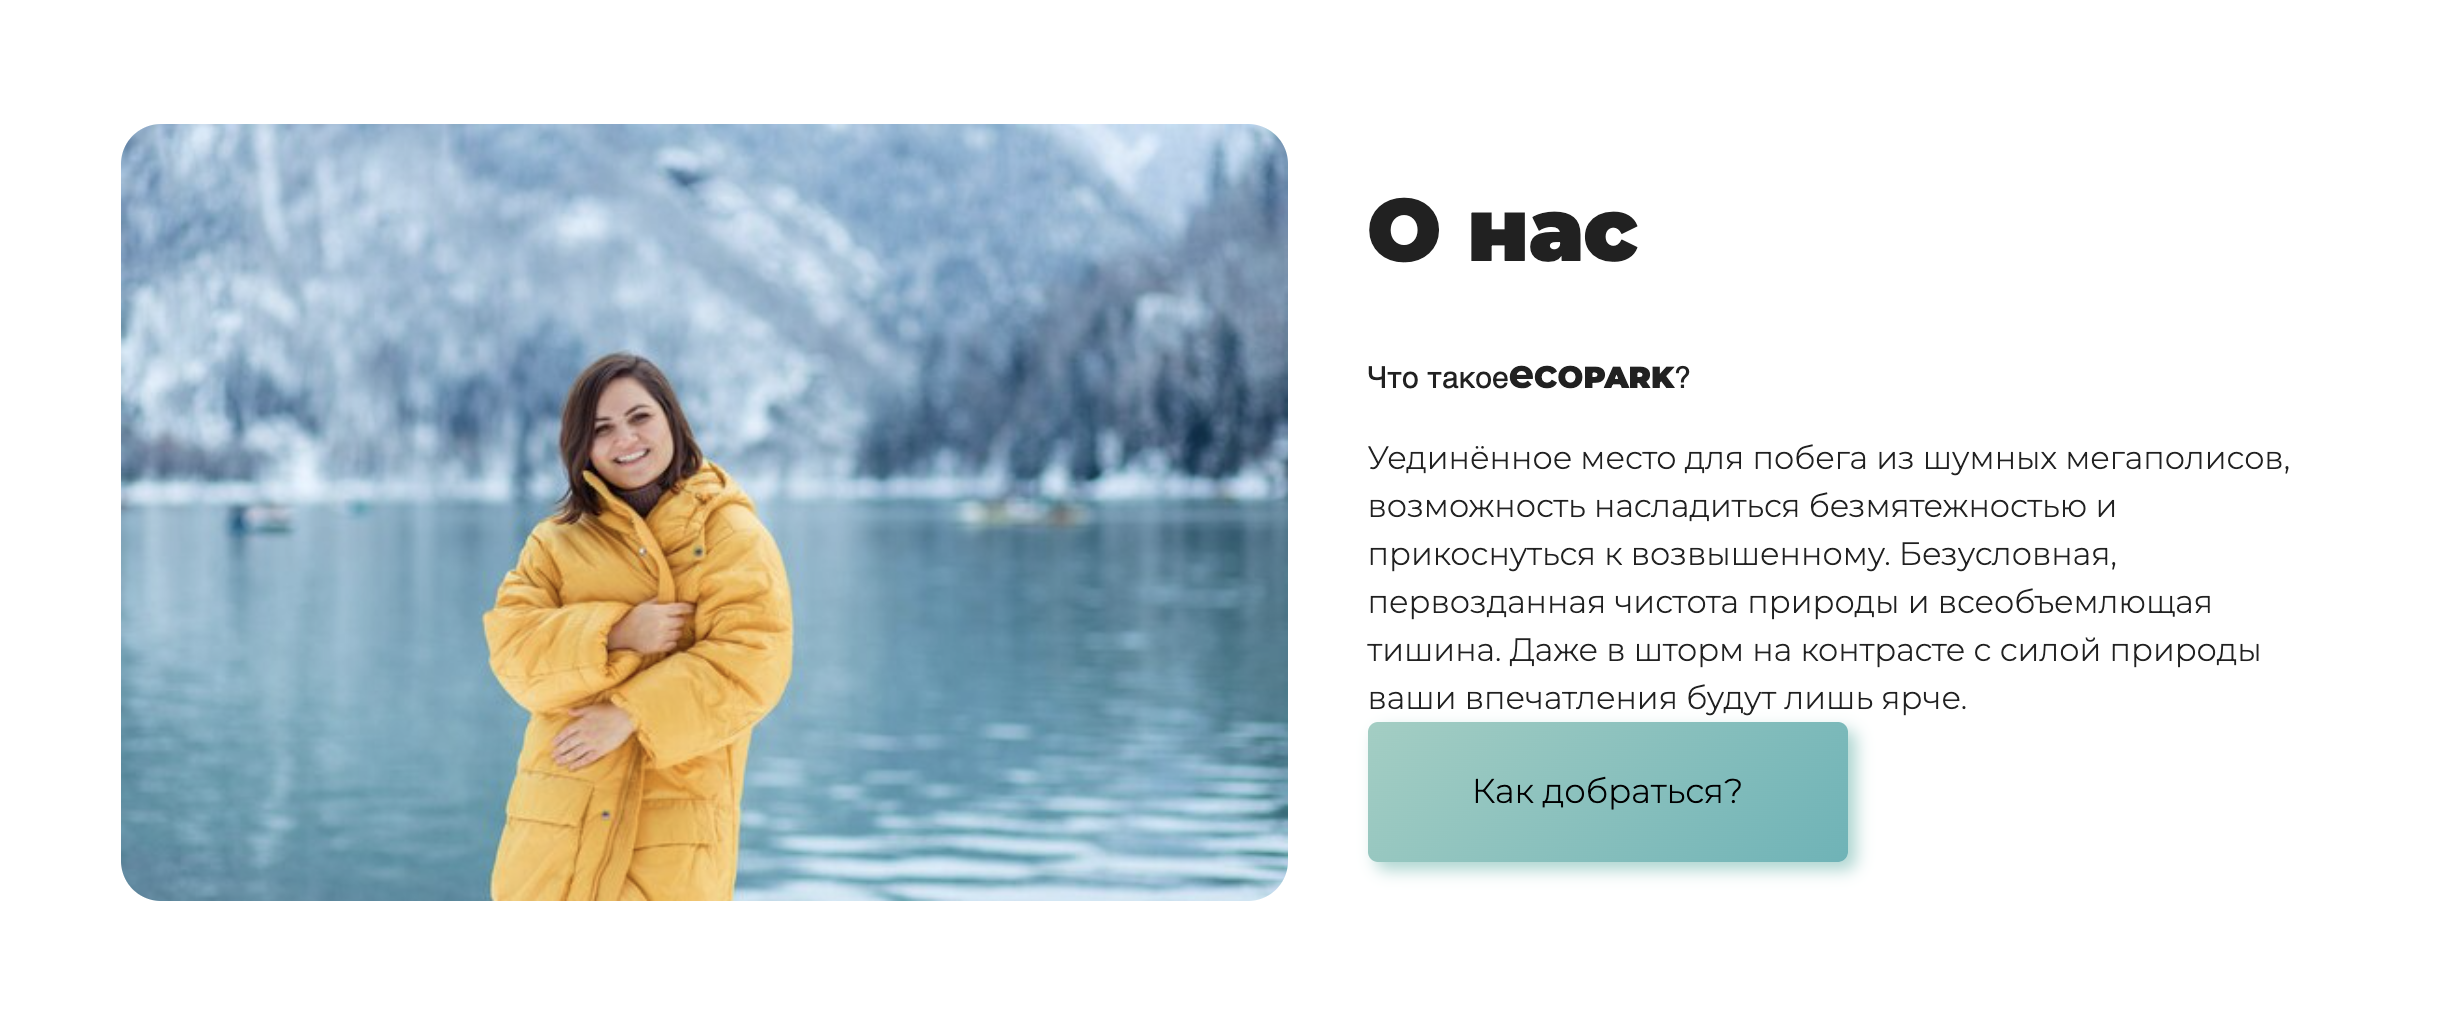 О нас
Что такоеecopark?
Уединённое место для побега из шумных мегаполисов,
возможность насладиться безмятежностью и
прикоснуться к возвышенному. Безусловная,
первозданная чистота природы и всеобъемлющая
тишина. Даже в шторм на контрасте с силой природы
ваши впечатления будут лишь ярче.
Как добраться?